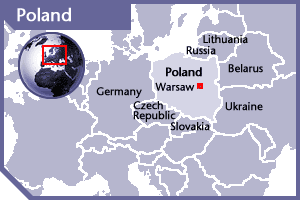 Poland
Lithuania
Russia
Poland
Belarus
Warsaw
Germany
Czech
Republic
Ukraine
Slovakia